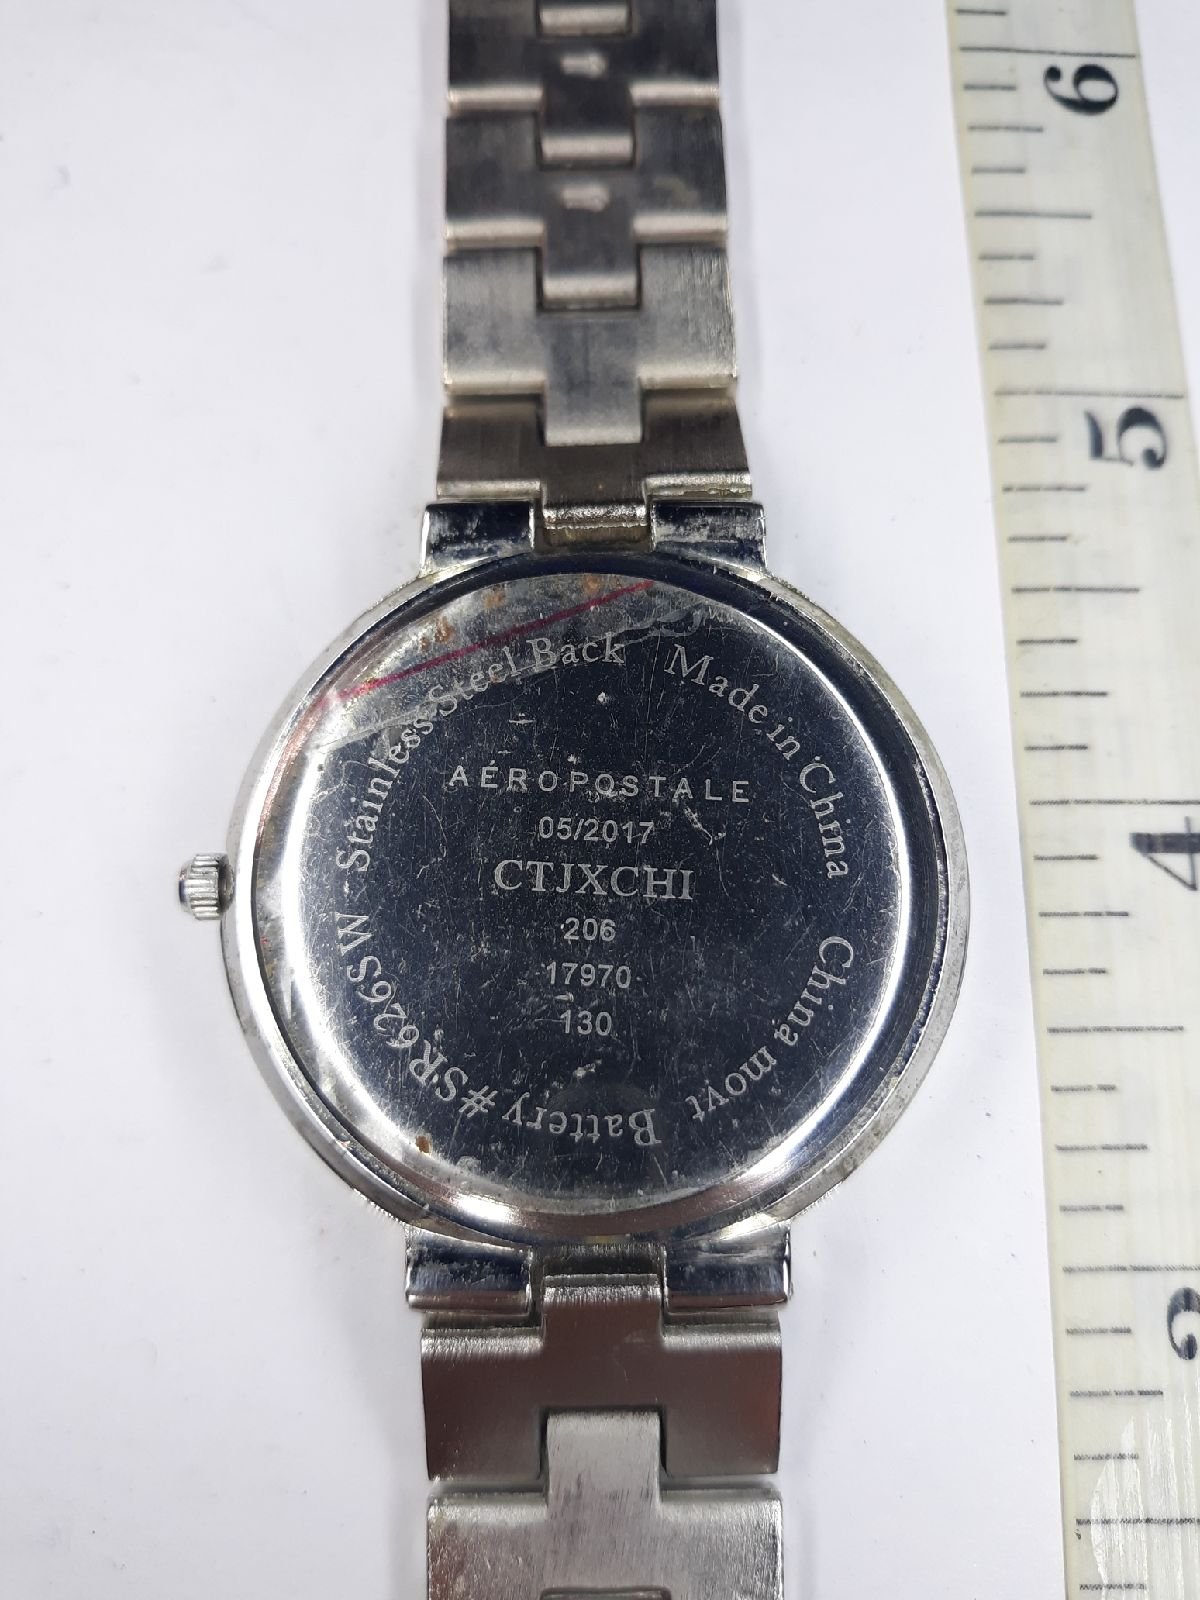 Stainless Steel Back Made in China China movt Battery #SR626SW
AÉROPOSTALE
05/2017
CTJXCHI
206
17970
130
6
5
4
3